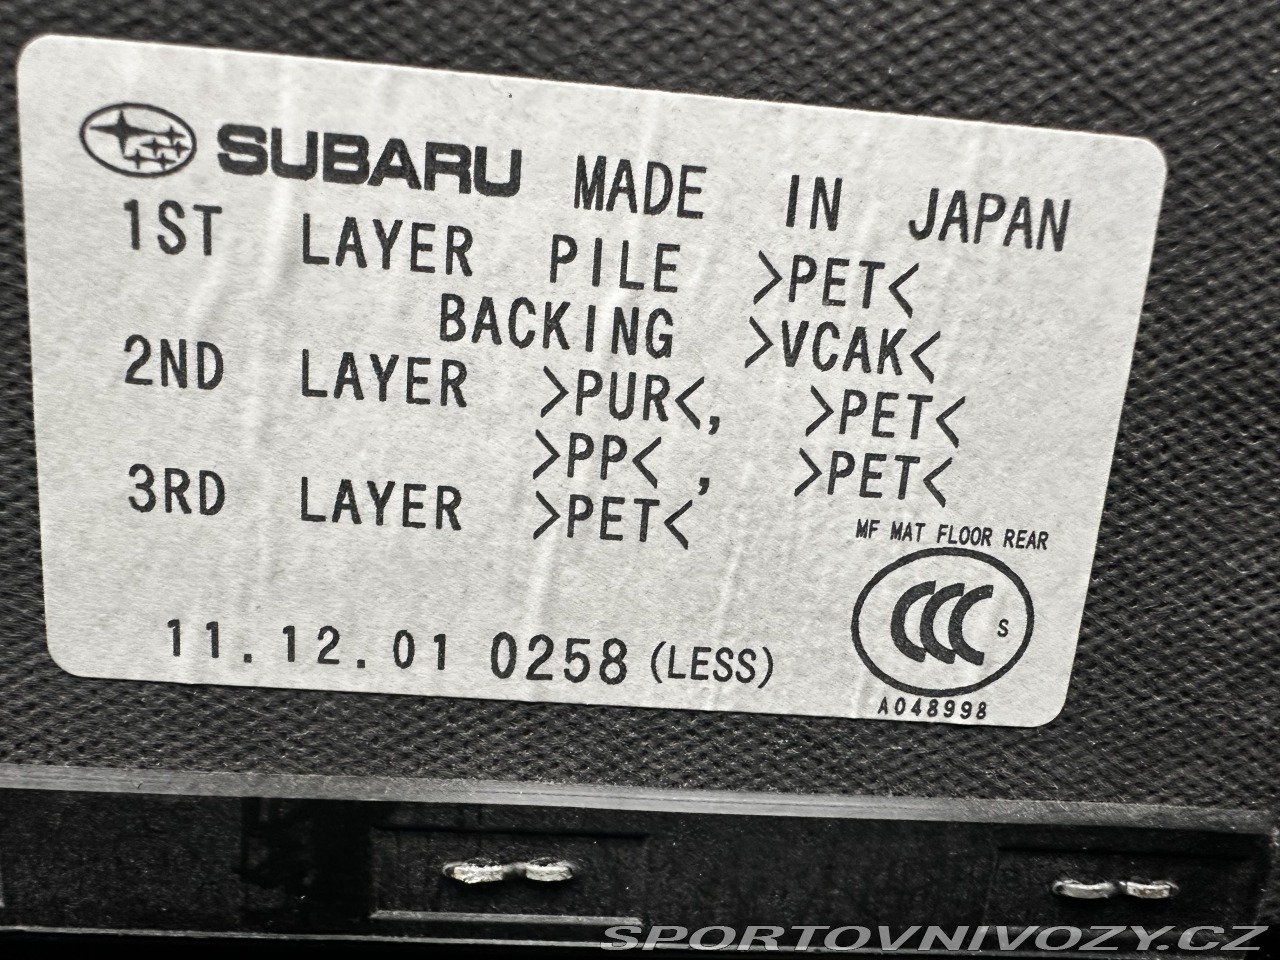 SUBARU MADE IN JAPAN
1ST LAYER PILE >PET<
BACKING >VCAK<
2ND LAYER >PUR<, >PET<
>PP<, >PET<
3RD LAYER >PET<
MF MAT FLOOR REAR
CCC S
11.12.01 0258 (LESS)
A048998
SPORTOVNIVOZY.CZ